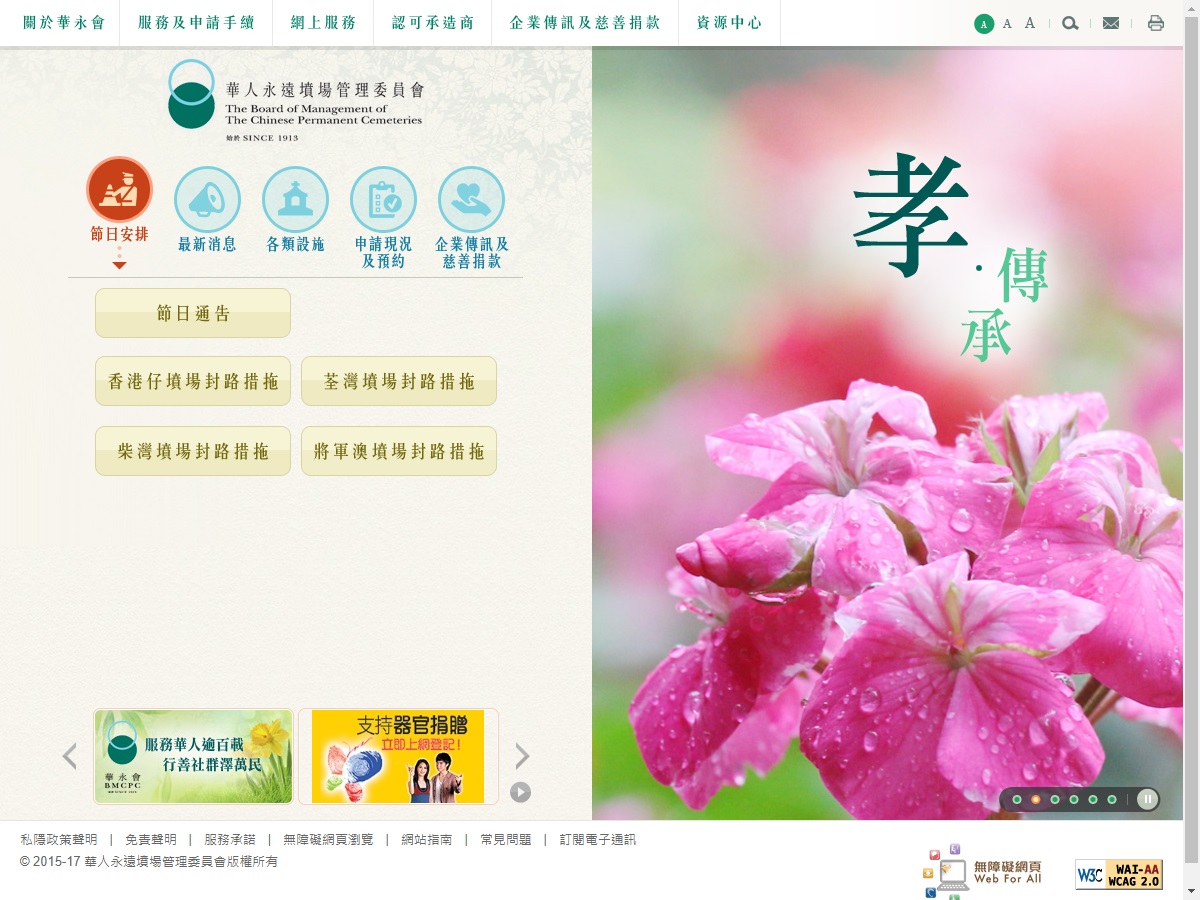 關於華永會
服務及申請手續
網上服務
認可承造商
企業傳訊及慈善捐款
資源中心
A A A
華人永遠墳場管理委員會
The Board of Management of
The Chinese Permanent Cemeteries
始於 SINCE 1913
節日安排
最新消息
各類設施
申請現況
及預約
企業傳訊及
慈善捐款
節日通告
香港仔墳場封路措拖
荃灣墳場封路措拖
柴灣墳場封路措拖
將軍澳墳場封路措拖
孝·傳
承
服務華人逾百載
行善社群澤萬民
華永會
BMCPC
支持器官捐贈
立即上網登記!
私隱政策聲明 | 免責聲明 | 服務承諾 | 無障礙網頁瀏覽 | 網站指南 | 常見問題 | 訂閱電子通訊
© 2015-17 華人永遠墳場管理委員會版權所有
無障礙網頁
Web For All
W3C WAI-AA
WCAG 2.0